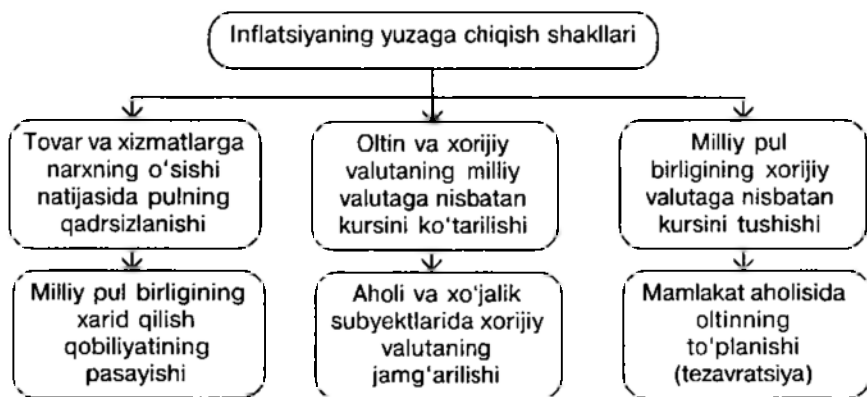 Inflatsiyaning yuzaga chiqish shakllari
Tovar va xizmatlarga
narxning o‘sishi
natijasida pulning
qadrsizlanishi
Oltin va xorijiy
valutaning milliy
valutaga nisbatan
kursini ko‘tarilishi
Milliy pul
birligining xorijiy
valutaga nisbatan
kursini tushishi
Milliy pul birligining
xarid qilish
qobiliyatining
pasayishi
Aholi va xo‘jalik
subyektlarida xorijiy
valutaning
jamg‘arilishi
Mamlakat aholisida
oltinning
to‘planishi
(tezavratsiya)